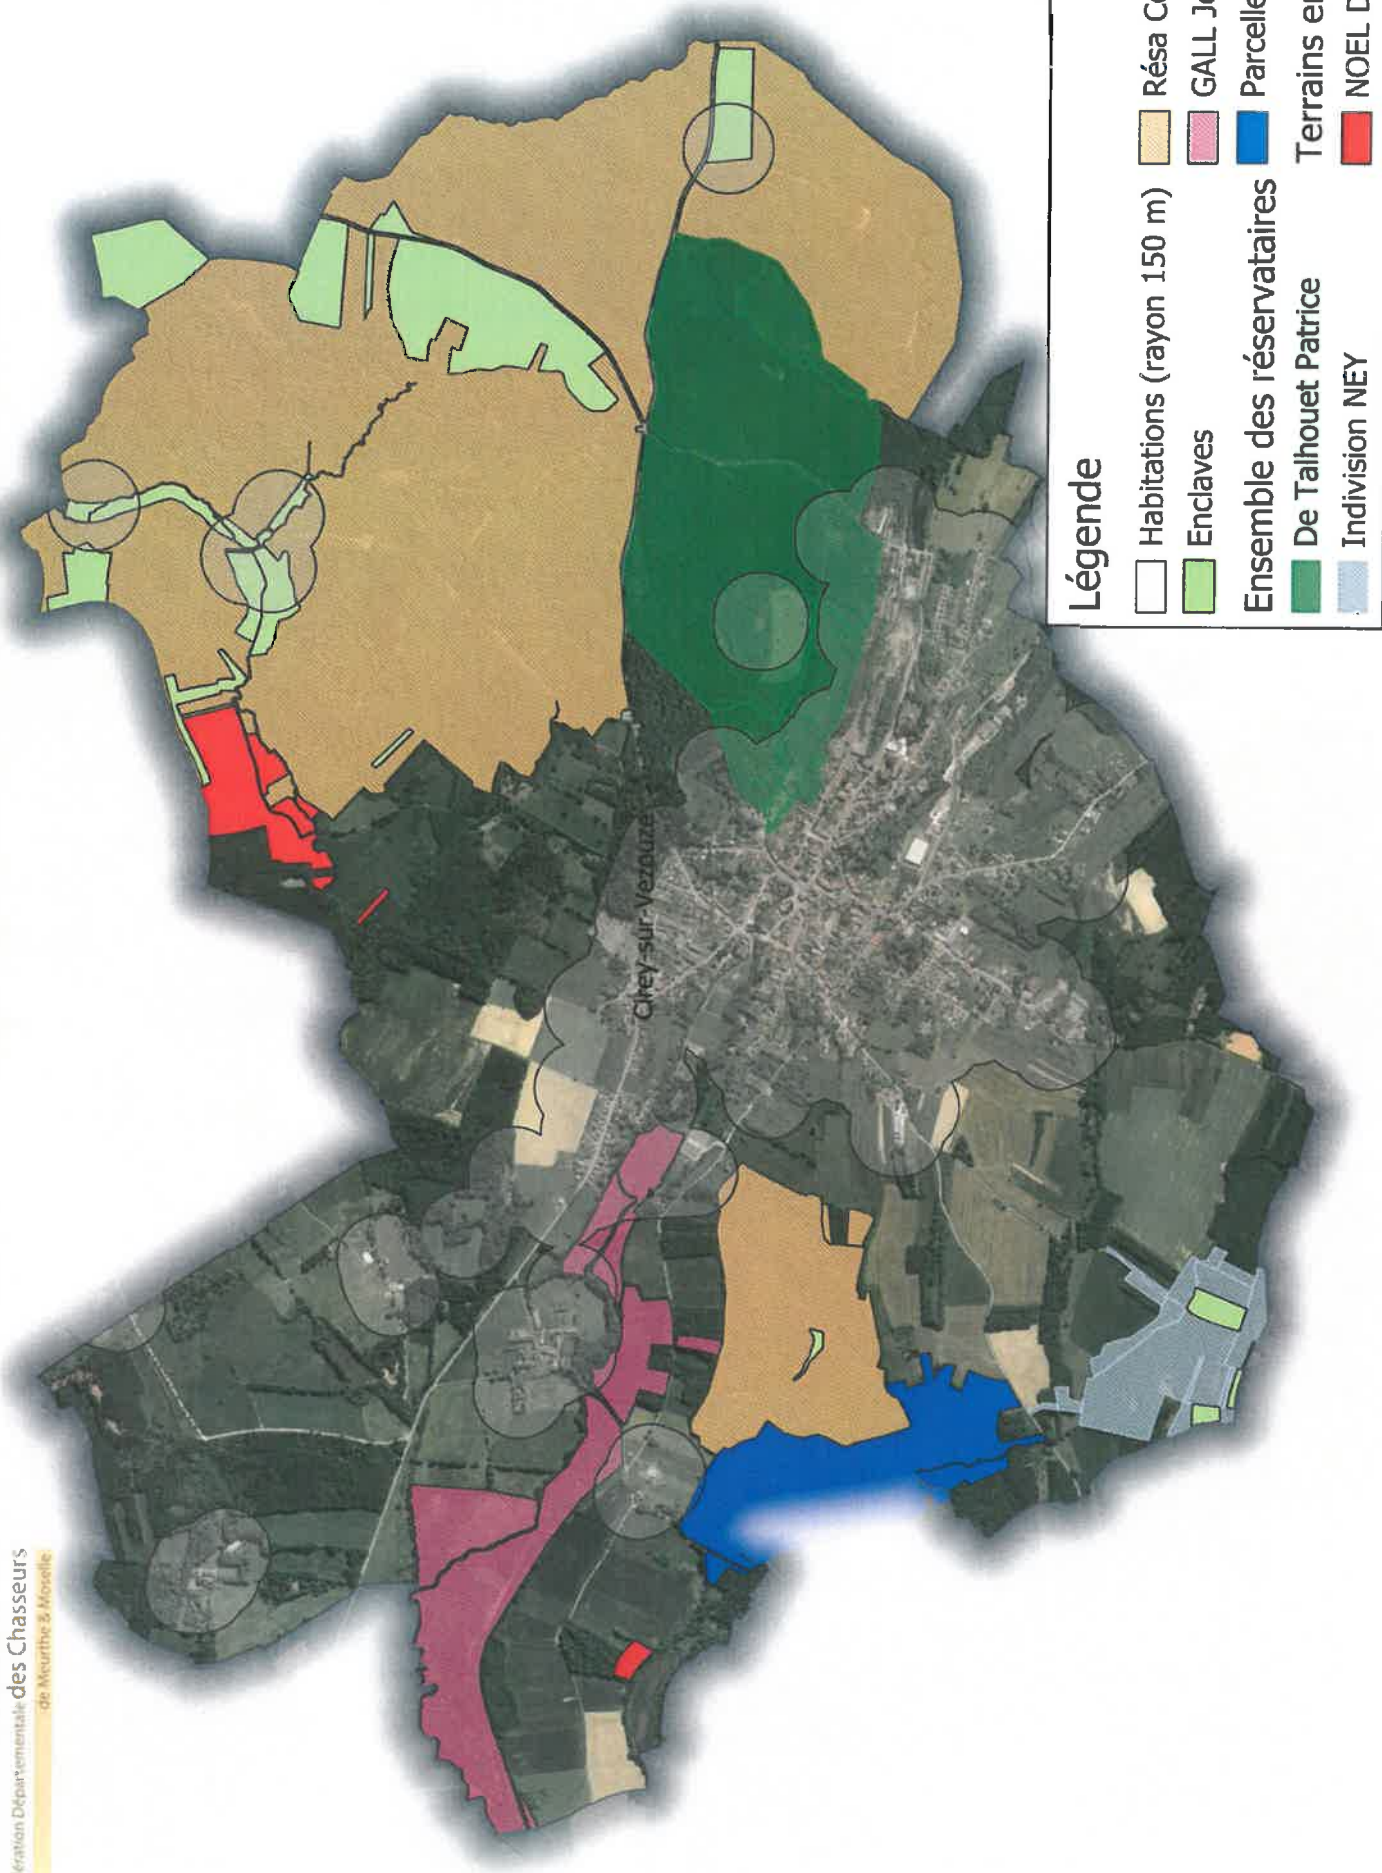 des Chasseurs
de Meurthe & Moselle
Cirey-sur-Vezouze
Légende
Habitations (rayon 150 m)
Enclaves
Ensemble des réservataires
De Talhouet Patrice
Indivision NEY
Résa
GALL
Terrains
NOEL